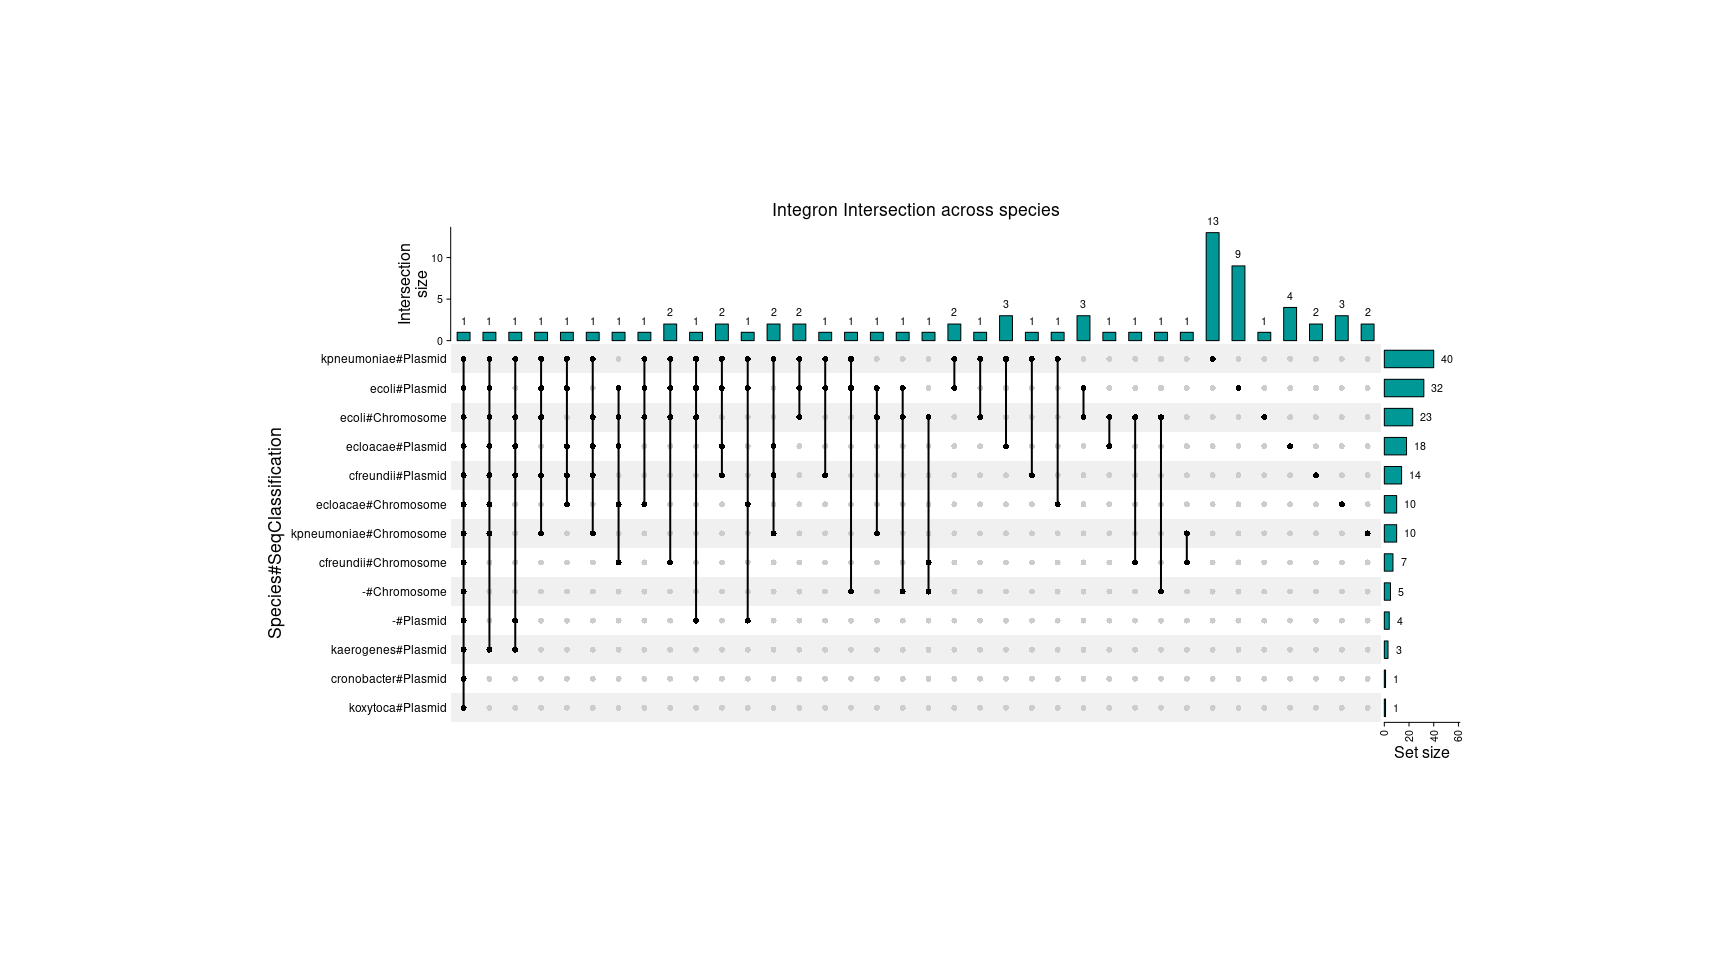 Integron Intersection across species
Intersection
size
10
5
0
1 1 1 1 1 1 1 1 2 1 2 1 2 2 1 1 1 1 1 2 1 3 1 1 3 1 1 1 1 13 9 1 4 2 3 2
Species#SeqClassification
kpneumoniae#Plasmid 40
ecoli#Plasmid 32
ecoli#Chromosome 23
ecloacae#Plasmid 18
cfreundii#Plasmid 14
ecloacae#Chromosome 10
kpneumoniae#Chromosome 10
cfreundii#Chromosome 7
-#Chromosome 5
-#Plasmid 4
kaerogenes#Plasmid 3
cronobacter#Plasmid 1
koxytoca#Plasmid 1
0 20 40 60
Set size